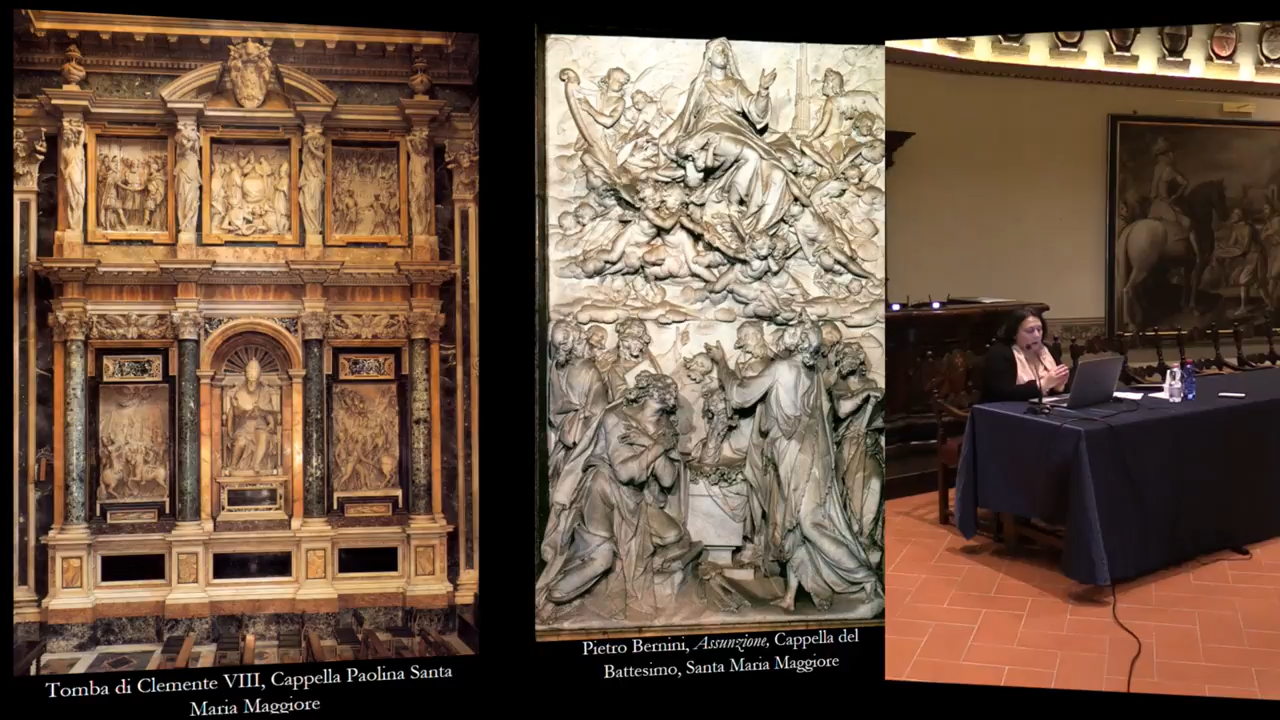 Tomba di Clemente VIII, Cappella Paolina Santa
Maria Maggiore
Pietro Bernini, Assunzione, Cappella del
Battesimo, Santa Maria Maggiore